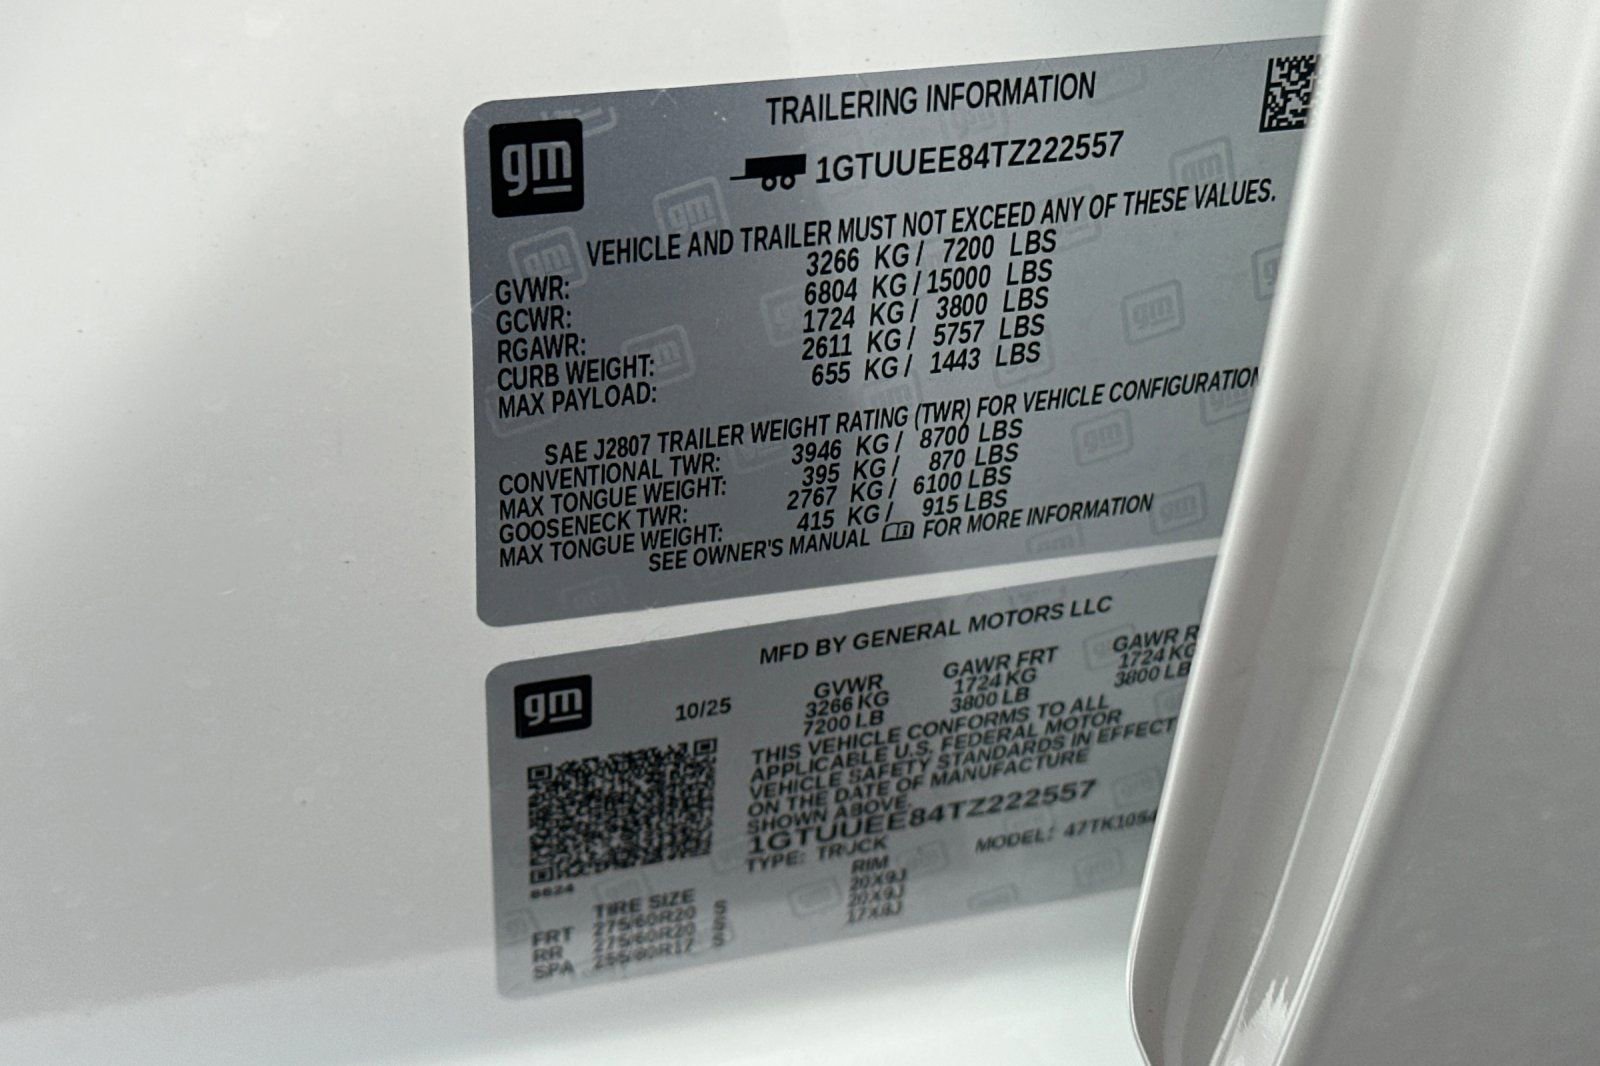 gm
TRAILERING INFORMATION
1GTUUEE84TZ222557
VEHICLE AND TRAILER MUST NOT EXCEED ANY OF THESE VALUES.
GVWR: 3266 KG / 7200 LBS
GCWR: 6804 KG / 15000 LBS
RGAWR: 1724 KG / 3800 LBS
CURB WEIGHT: 2611 KG / 5757 LBS
MAX PAYLOAD: 655 KG / 1443 LBS
SAE J2807 TRAILER WEIGHT RATING (TWR) FOR VEHICLE CONFIGURATION
CONVENTIONAL TWR: 3946 KG / 8700 LBS
MAX TONGUE WEIGHT: 395 KG / 870 LBS
GOOSENECK TWR: 2767 KG / 6100 LBS
MAX TONGUE WEIGHT: 415 KG / 915 LBS
SEE OWNER'S MANUAL FOR MORE INFORMATION
gm
MFD BY GENERAL MOTORS LLC
10/25 GVWR GAWR FRT GAWR R
3266 KG 1724 KG 1724 KG
7200 LB 3800 LB 3800 LB
THIS VEHICLE CONFORMS TO ALL
APPLICABLE U.S. FEDERAL MOTOR
VEHICLE SAFETY STANDARDS IN EFFECT
ON THE DATE OF MANUFACTURE
SHOWN ABOVE.
1GTUUEE84TZ222557
TYPE: TRUCK MODEL: 47TK1054
6624
TIRE SIZE RIM
FRT 275/60R20 S 20X9J
RR 275/60R20 S 20X9J
SPA 255/80R17 S 17X8J